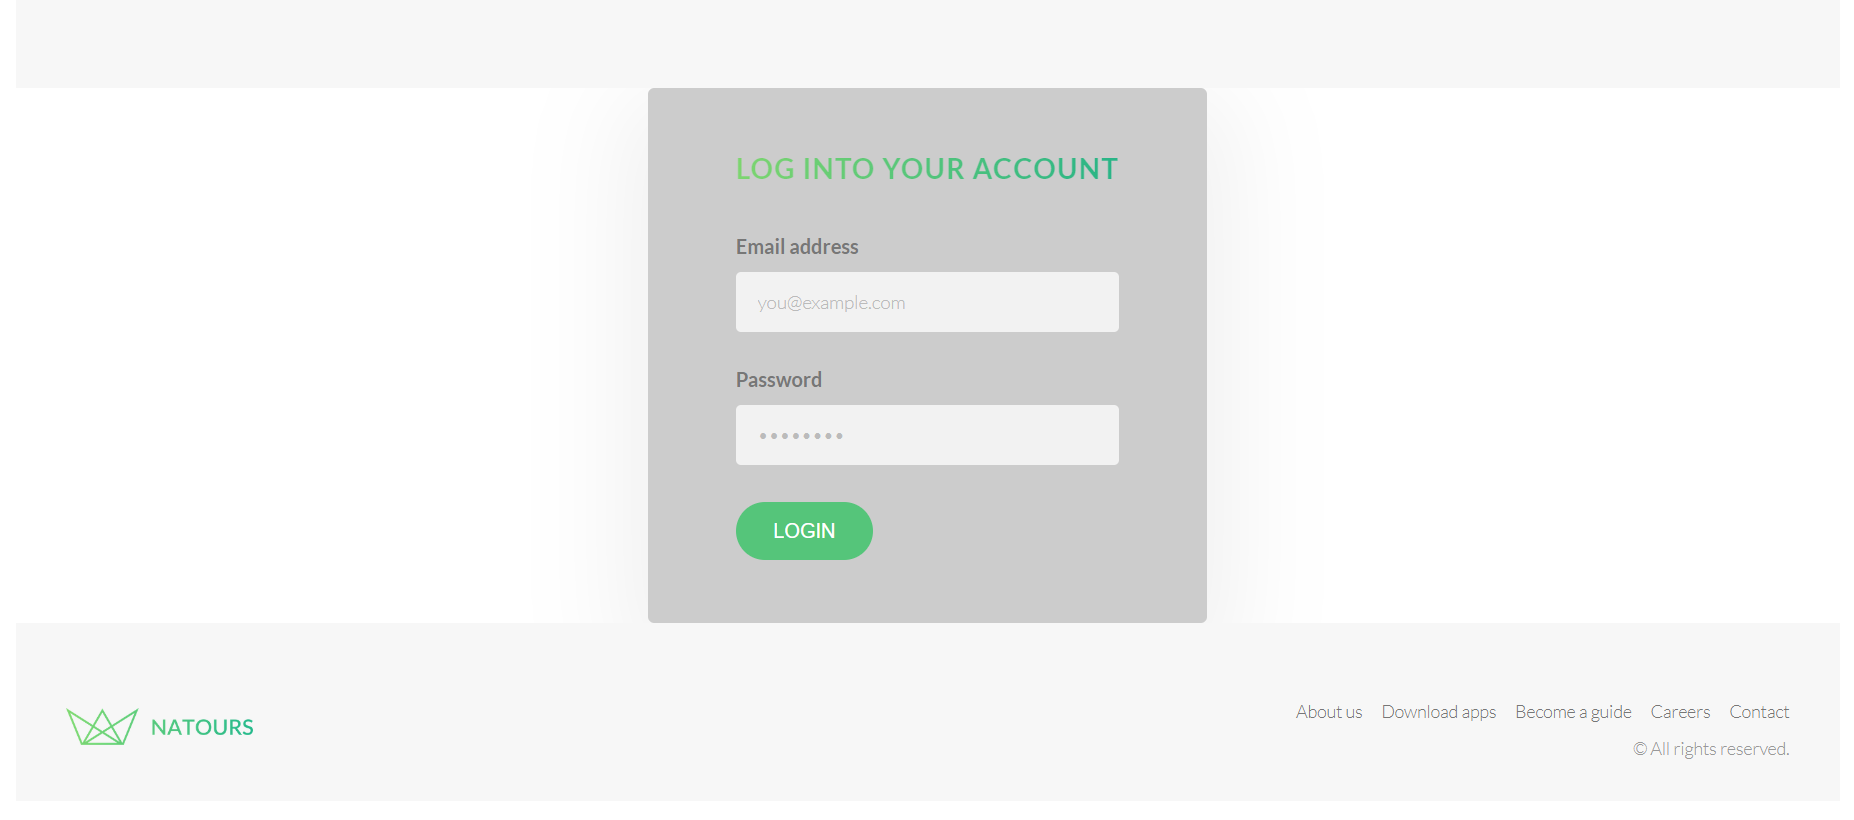 LOG INTO YOUR ACCOUNT
Email address
you@example.com
Password
••••••••
LOGIN
NATOURS
About us Download apps Become a guide Careers Contact
© All rights reserved.